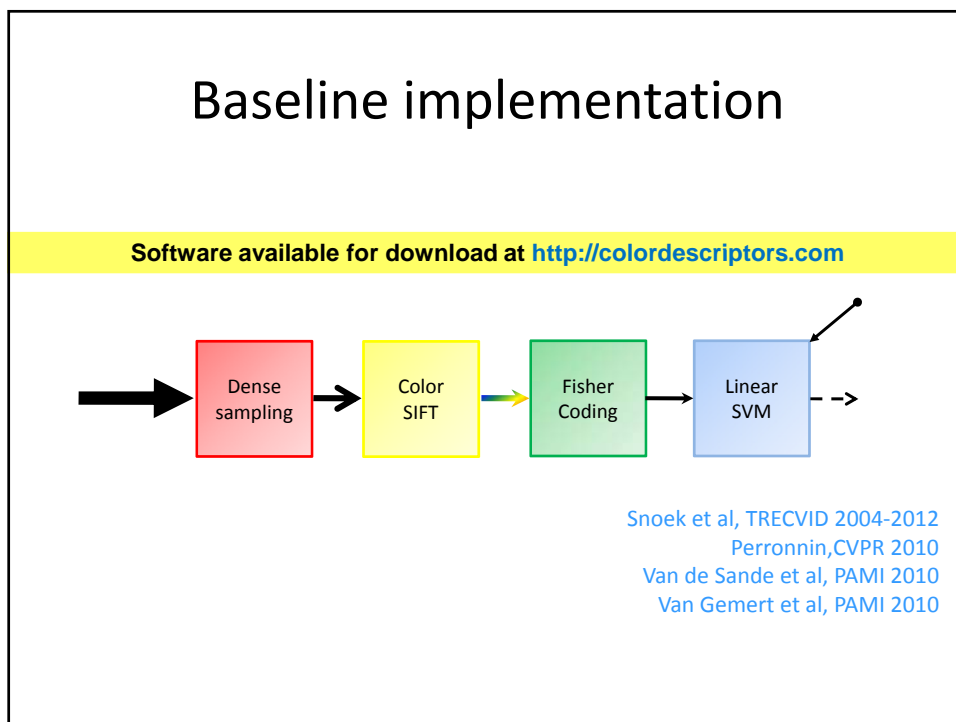 Baseline implementation
Software available for download at http://colordescriptors.com
Dense
sampling
Color
SIFT
Fisher
Coding
Linear
SVM
Snoek et al, TRECVID 2004-2012
Perronnin,CVPR 2010
Van de Sande et al, PAMI 2010
Van Gemert et al, PAMI 2010